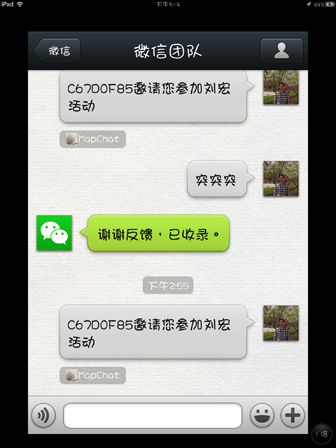 iPad
下午3:16
84%
微信
微信团队
C67D0F85邀请您参加刘宏
活动
MapChat
突突突
谢谢反馈，已收录。
下午2:55
C67D0F85邀请您参加刘宏
活动
MapChat